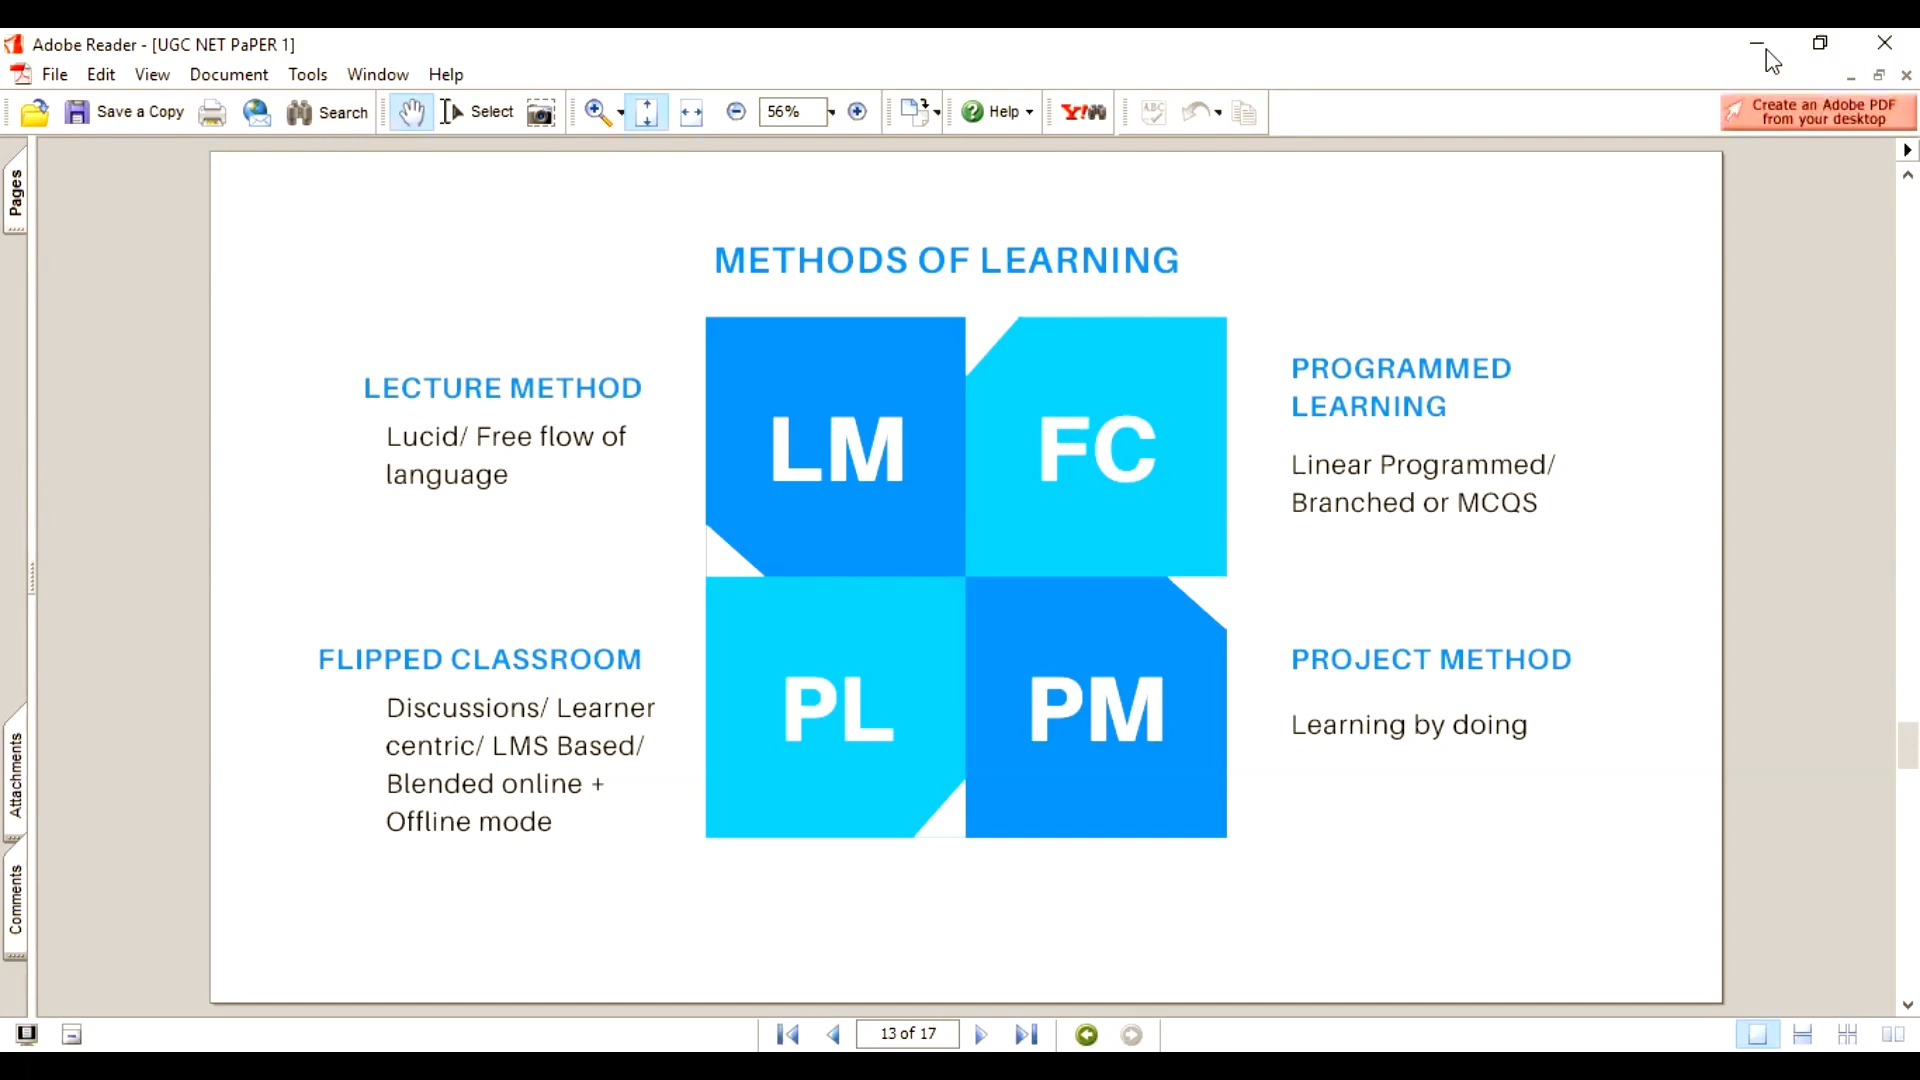 Adobe Reader - [UGC NET PaPER 1]
File Edit View Document Tools Window Help
Save a Copy Search Select 56% Help Y! ABC
Create an Adobe PDF
from your desktop
Pages
METHODS OF LEARNING
LECTURE METHOD
Lucid/ Free flow of
language
LM FC
PROGRAMMED
LEARNING
Linear Programmed/
Branched or MCQS
FLIPPED CLASSROOM
Discussions/ Learner
centric/ LMS Based/
Blended online +
Offline mode
PL PM
PROJECT METHOD
Learning by doing
Attachments
Comments
13 of 17